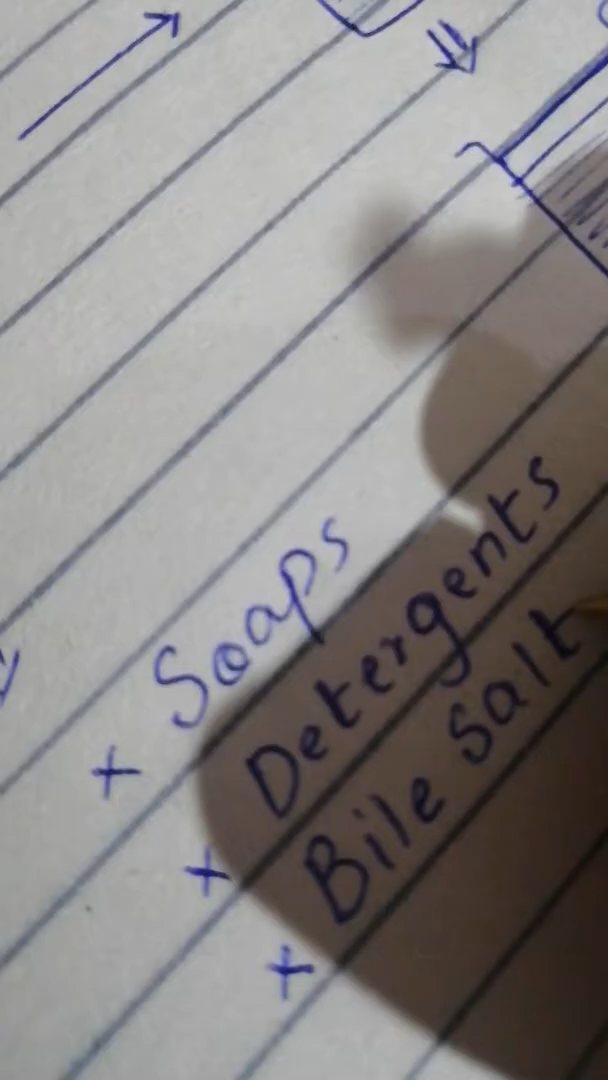 + Soaps
+ Detergents
+ Bile salt